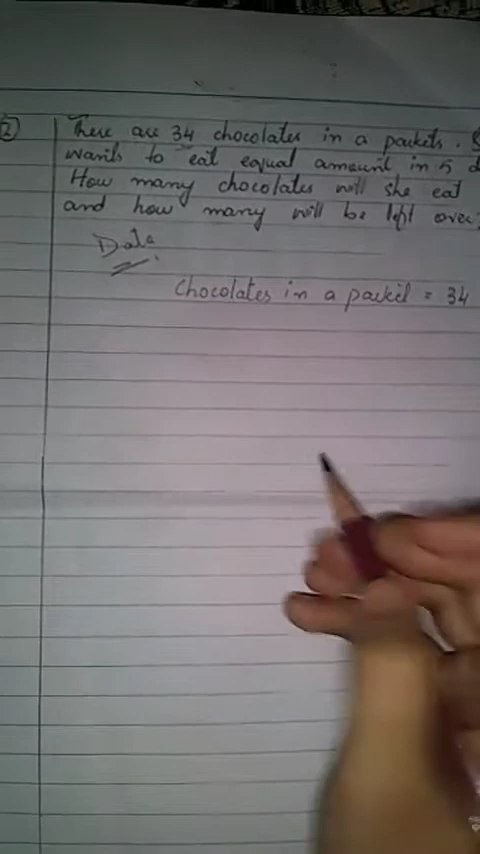 2
There are 34 chocolates in a packets. S
wants to eat equal amount in 5 d
How many chocolates will she eat
and how many will be left over?
Data
Chocolates in a packet = 34